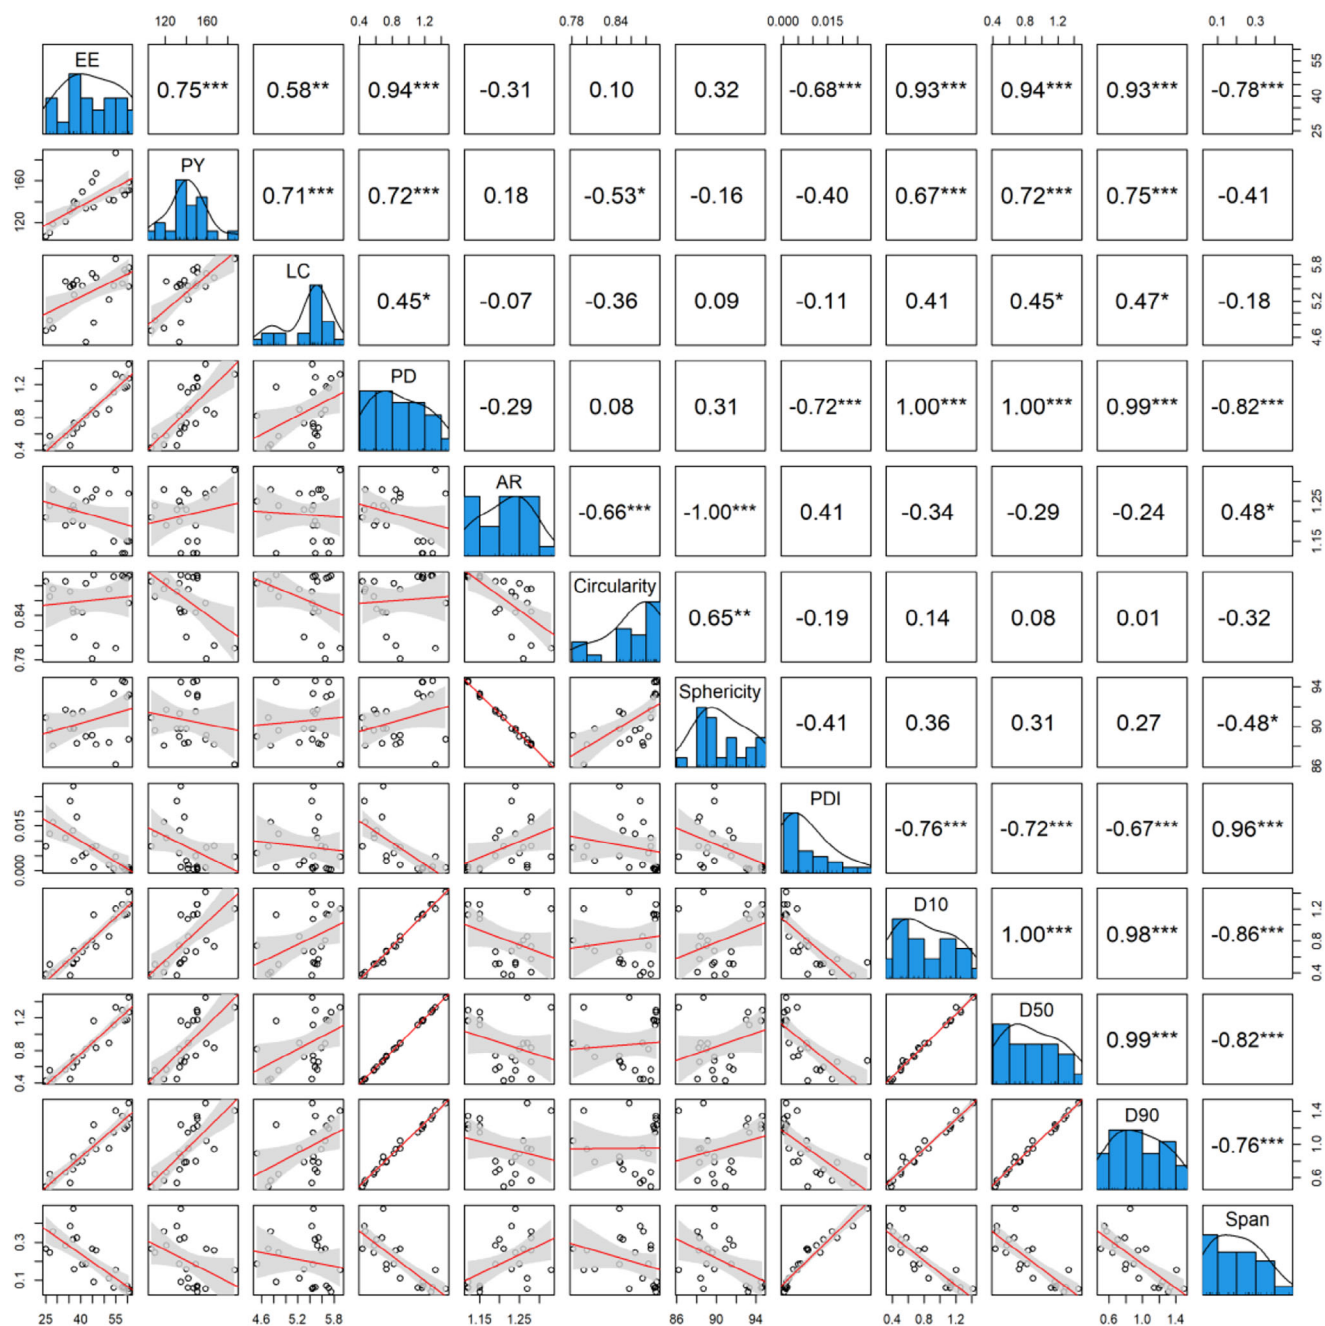 120 160 0.4 0.8 1.2 0.78 0.84 0.000 0.015 0.4 0.8 1.2 0.1 0.3
EE 0.75*** 0.58** 0.94*** -0.31 0.10 0.32 -0.68*** 0.93*** 0.94*** 0.93*** -0.78*** 25 40 55
120 160 PY 0.71*** 0.72*** 0.18 -0.53* -0.16 -0.40 0.67*** 0.72*** 0.75*** -0.41
LC 0.45* -0.07 -0.36 0.09 -0.11 0.41 0.45* 0.47* -0.18 4.6 5.2 5.8
0.4 0.8 1.2 PD -0.29 0.08 0.31 -0.72*** 1.00*** 1.00*** 0.99*** -0.82***
AR -0.66*** -1.00*** 0.41 -0.34 -0.29 -0.24 0.48* 1.15 1.25
0.78 0.84 Circularity 0.65** -0.19 0.14 0.08 0.01 -0.32
Sphericity -0.41 0.36 0.31 0.27 -0.48* 86 90 94
0.000 0.015 PDI -0.76*** -0.72*** -0.67*** 0.96***
D10 1.00*** 0.98*** -0.86*** 0.4 0.8 1.2
0.4 0.8 1.2 D50 0.99*** -0.82***
D90 -0.76*** 0.6 1.0 1.4
0.1 0.3 Span
25 40 55 4.6 5.2 5.8 1.15 1.25 86 90 94 0.4 0.8 1.2 0.6 1.0 1.4